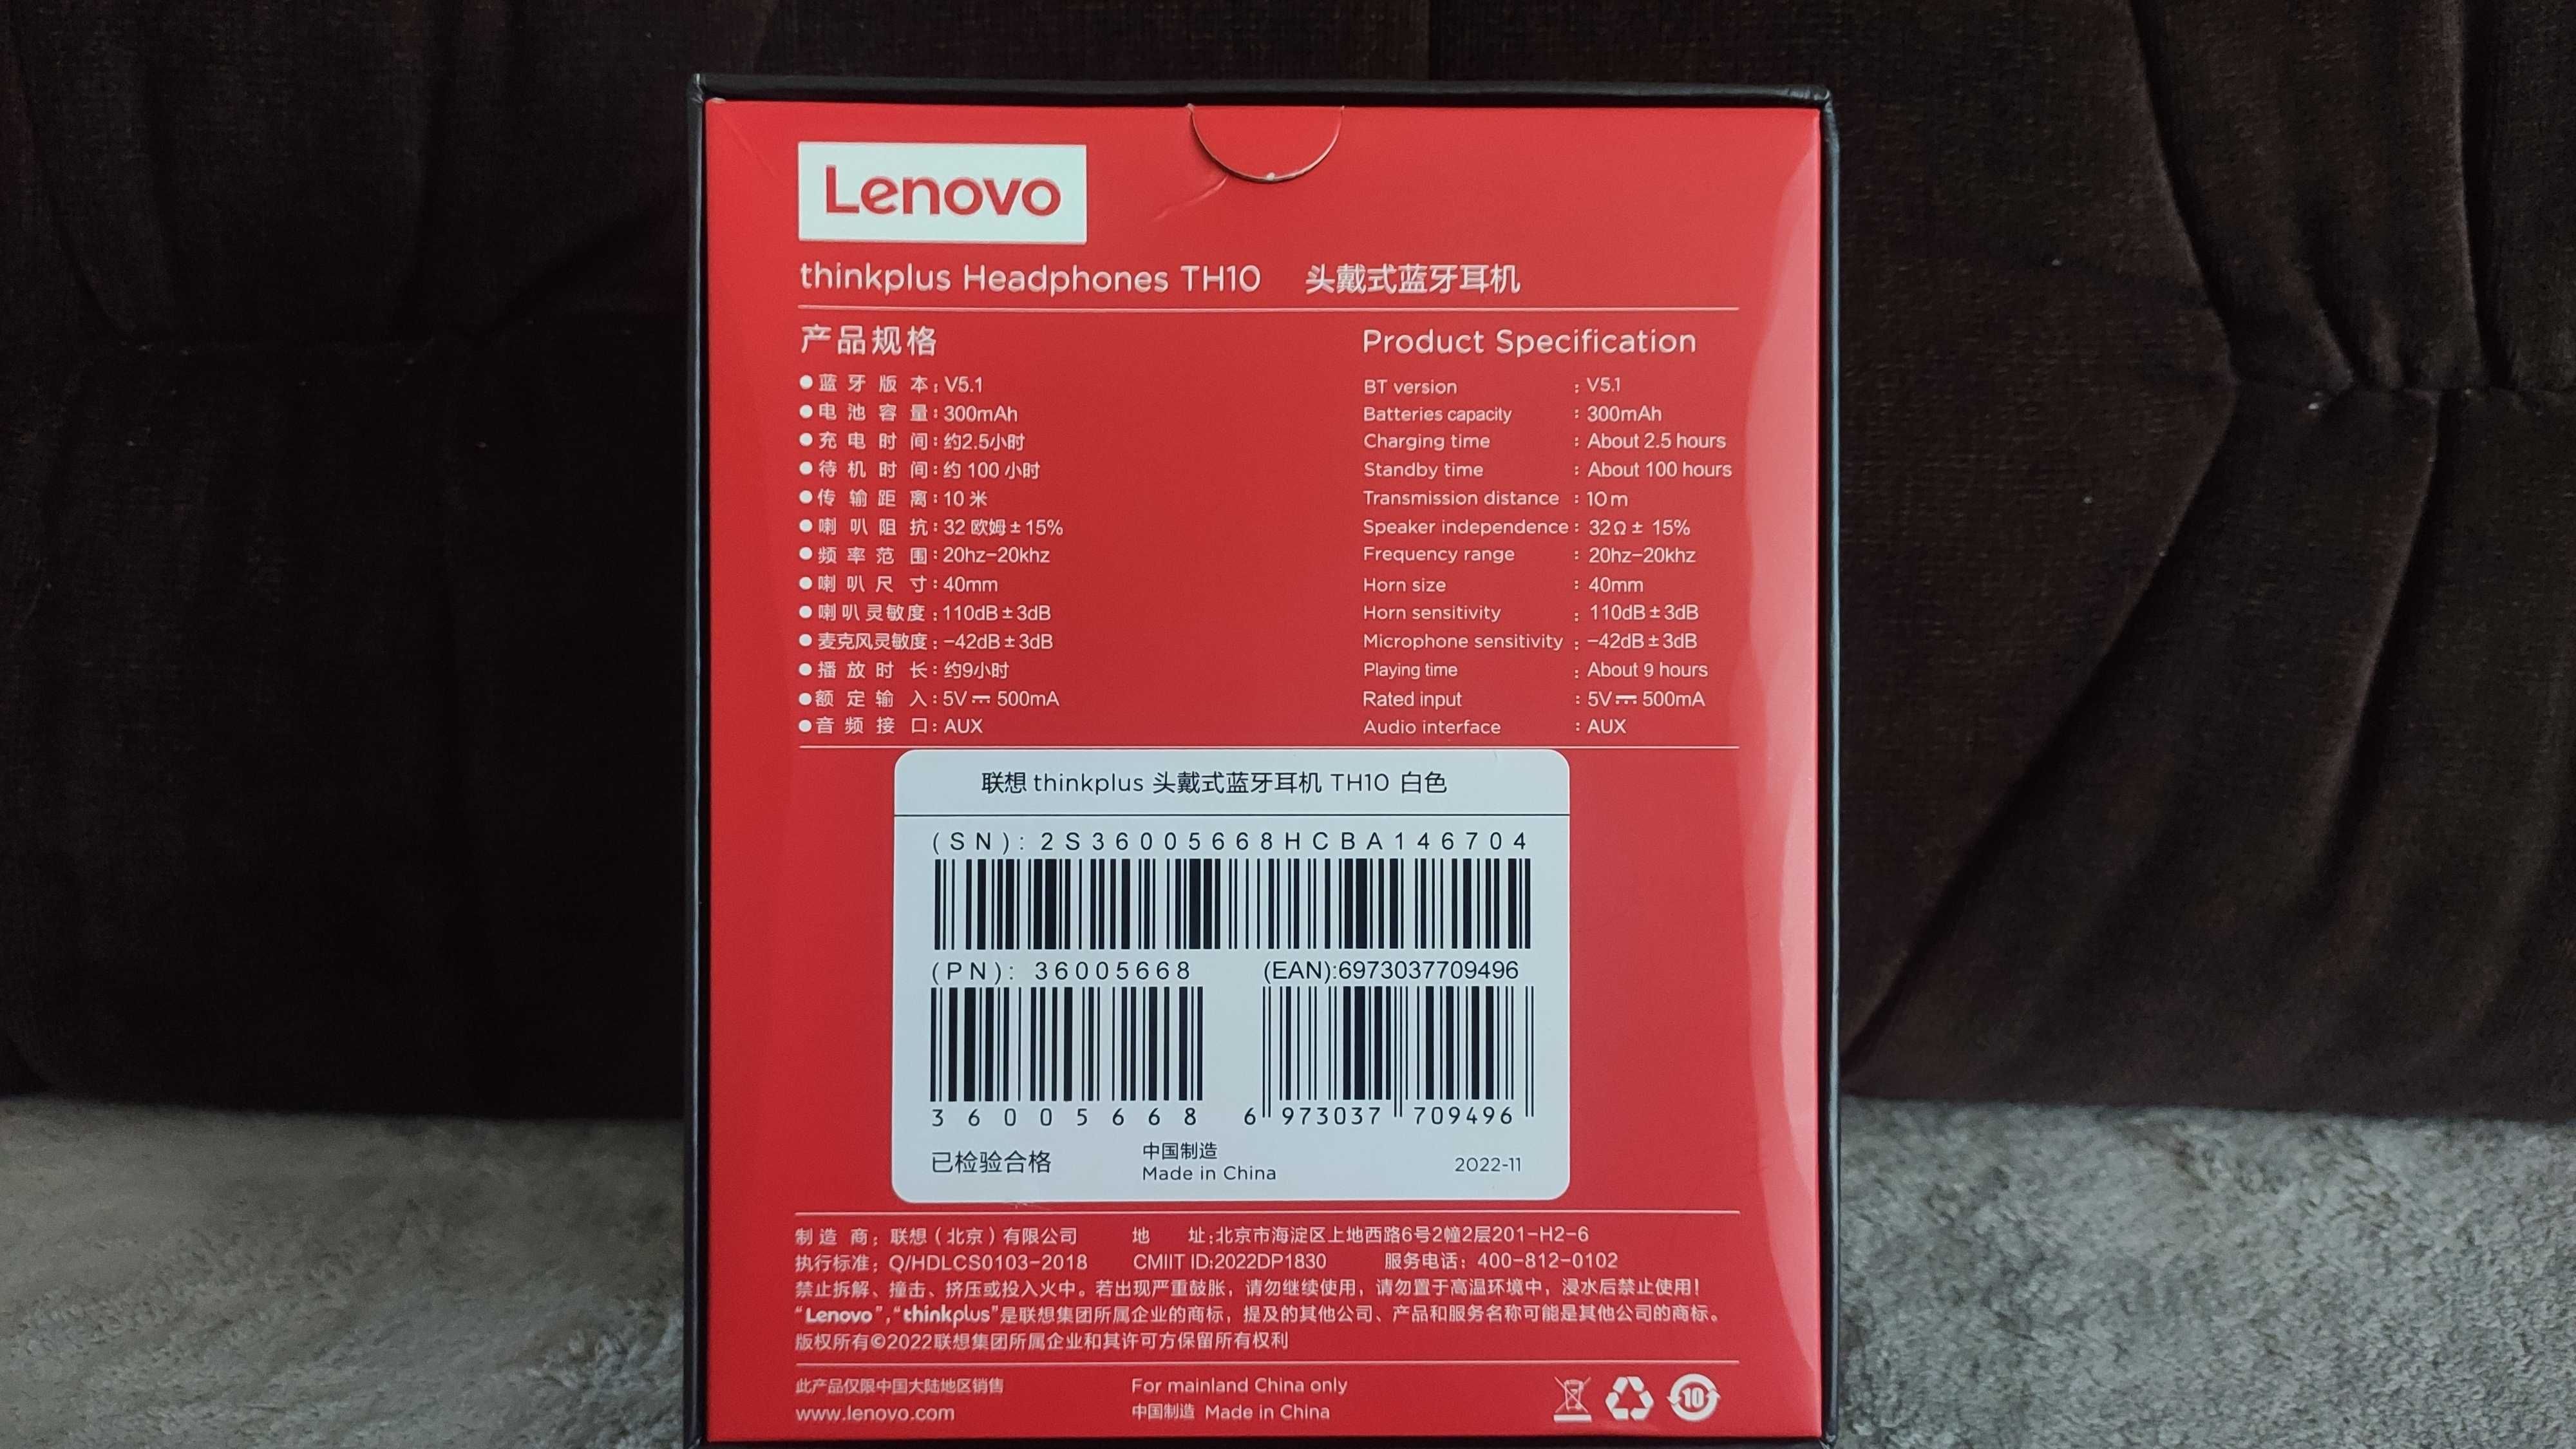 Lenovo
thinkplus Headphones TH10 头戴式蓝牙耳机
产品规格
●蓝牙版本：V5.1
●电池容量：300mAh
●充电时间：约2.5小时
●待机时间：约 100 小时
●传输距离：10 米
●喇叭阻抗：32 欧姆±15%
●频率范围：20hz-20khz
●喇叭尺寸：40mm
●喇叭灵敏度：110dB±3dB
●麦克风灵敏度：-42dB±3dB
●播放时长：约9小时
●额定输入：5V⎓500mA
●音频接口：AUX
Product Specification
BT version : V5.1
Batteries capacity : 300mAh
Charging time : About 2.5 hours
Standby time : About 100 hours
Transmission distance : 10m
Speaker independence : 32Ω± 15%
Frequency range : 20hz-20khz
Horn size : 40mm
Horn sensitivity : 110dB±3dB
Microphone sensitivity : -42dB±3dB
Playing time : About 9 hours
Rated input : 5V⎓500mA
Audio interface : AUX
联想 thinkplus 头戴式蓝牙耳机 TH10 白色
(SN): 2S36005668HCBA146704
(PN): 36005668 (EAN):6973037709496
36005668 6 973037 709496
已检验合格 中国制造
Made in China 2022-11
制造商：联想（北京）有限公司 地址：北京市海淀区上地西路6号2幢2层201-H2-6
执行标准：Q/HDLCS0103-2018 CMIIT ID:2022DP1830 服务电话：400-812-0102
禁止拆解、撞击、挤压或投入火中。若出现严重鼓胀，请勿继续使用，请勿置于高温环境中，浸水后禁止使用！
“Lenovo”,“thinkplus”是联想集团所属企业的商标，提及的其他公司、产品和服务名称可能是其他公司的商标。
版权所有©2022联想集团所属企业和其许可方保留所有权利
此产品仅限中国大陆地区销售 For mainland China only
www.lenovo.com 中国制造 Made in China
10